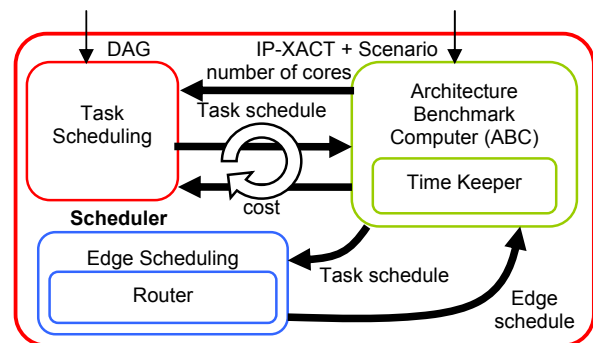 DAG
IP-XACT + Scenario
number of cores
Task
Scheduling
Task schedule
Architecture
Benchmark
Computer (ABC)
Time Keeper
cost
Scheduler
Edge Scheduling
Router
Task schedule
Edge
schedule